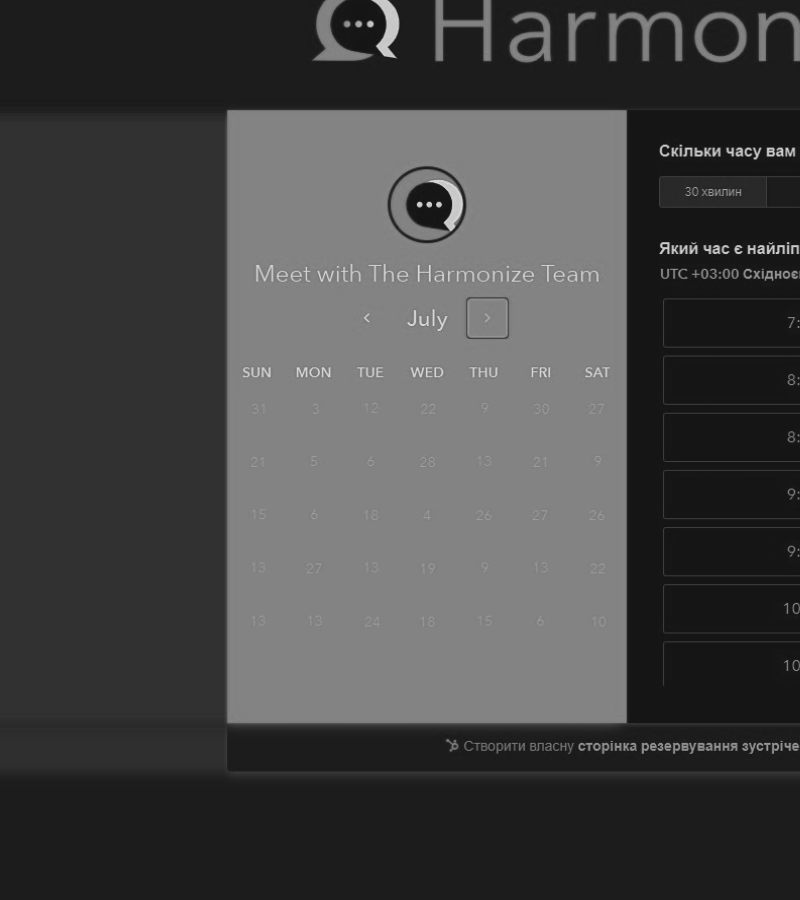 Harmon
Meet with The Harmonize Team
July
SUN MON TUE WED THU FRI SAT
31 3 12 22 9 30 27
21 5 6 28 13 21 9
15 6 18 4 26 27 26
13 27 13 19 9 13 22
13 13 24 18 15 6 10
Скільки часу вам
30 хвилин
Який час є найліп
UTC +03:00 Східноє
7:
8:
8:
9:
9:
10
10
Створити власну сторінка резервування зустріче